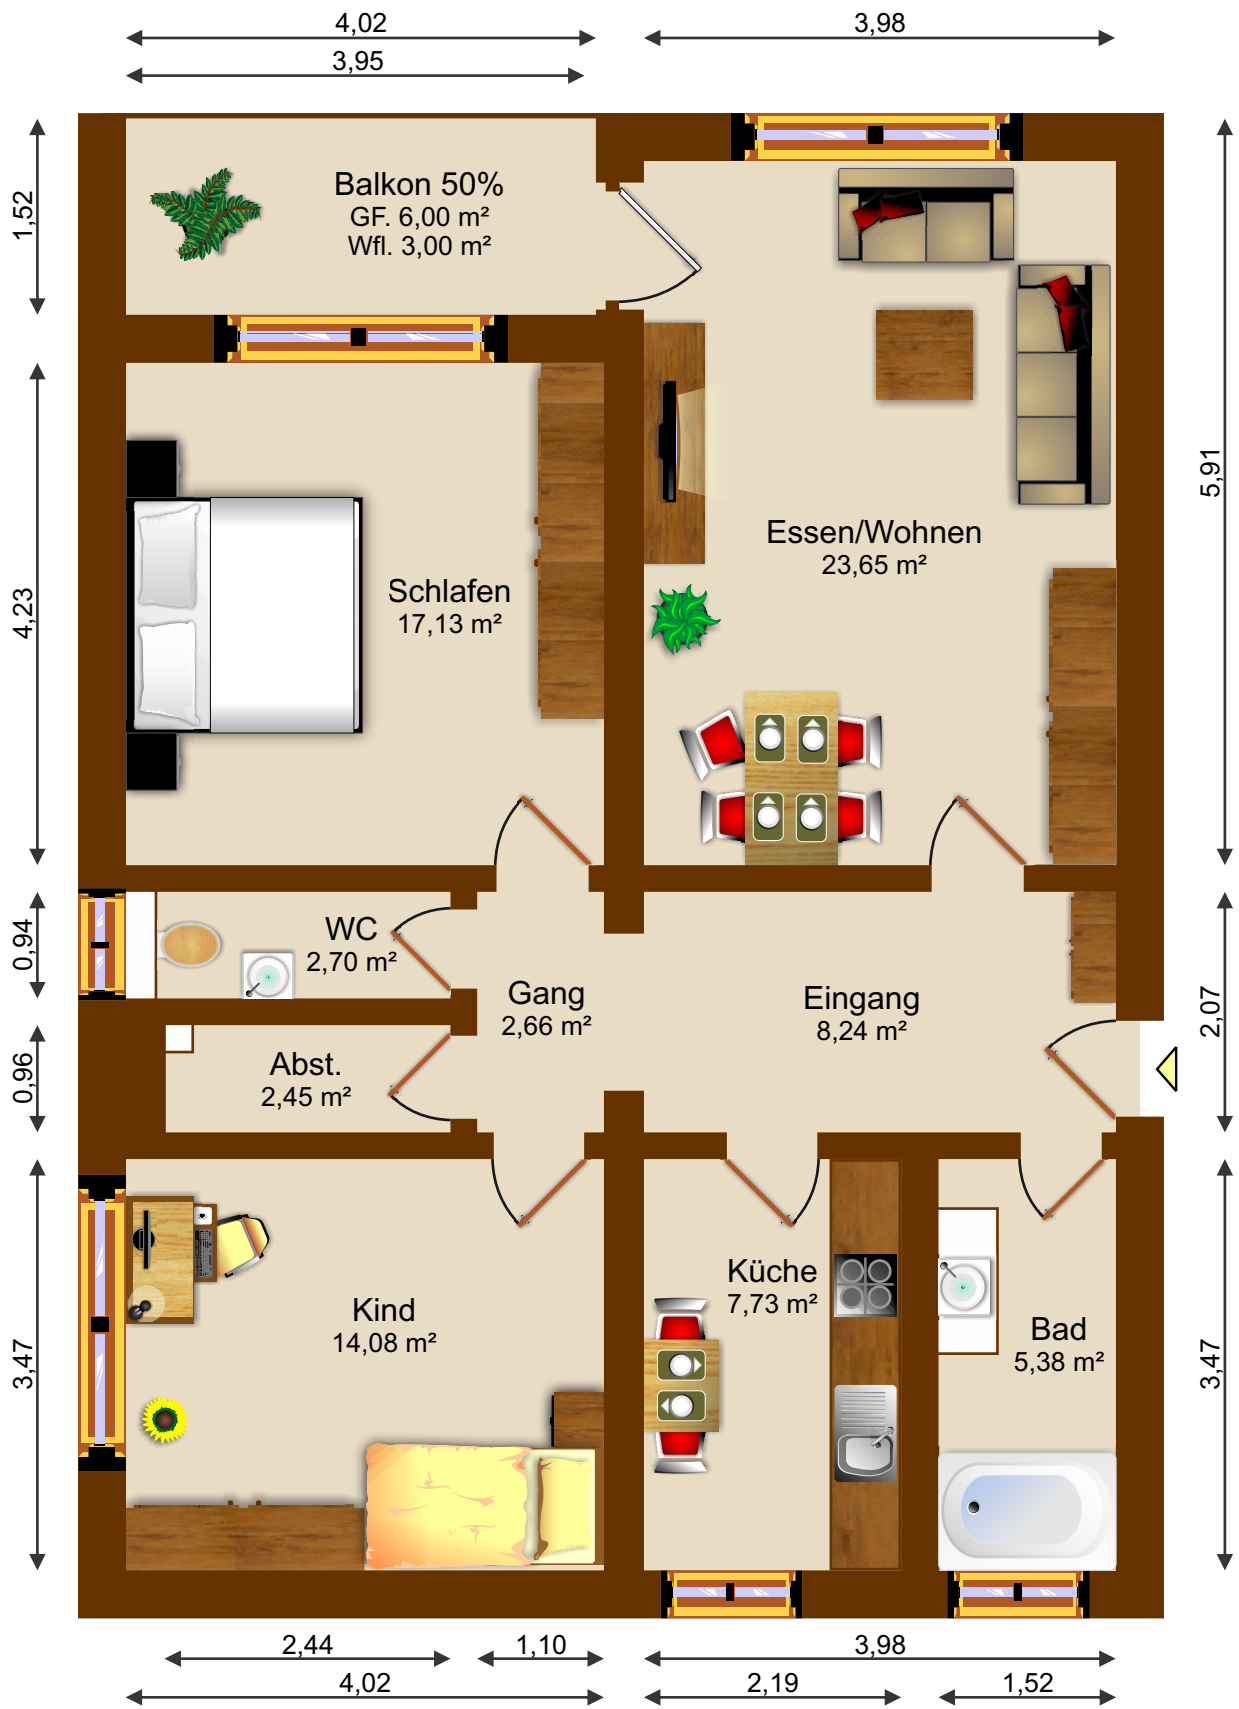 4,02
3,98
3,95
1,52
Balkon 50%
GF. 6,00 m²
Wfl. 3,00 m²
5,91
Essen/Wohnen
23,65 m²
4,23
Schlafen
17,13 m²
0,94
WC
2,70 m²
Gang
2,66 m²
Eingang
8,24 m²
2,07
0,96
Abst.
2,45 m²
3,47
Kind
14,08 m²
Küche
7,73 m²
Bad
5,38 m²
3,47
2,44
1,10
3,98
4,02
2,19
1,52